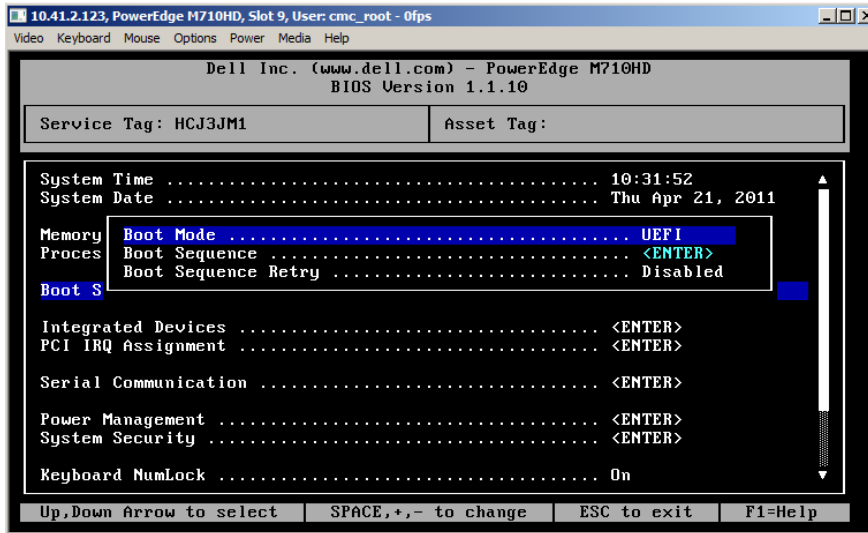 10.41.2.123, PowerEdge M710HD, Slot 9, User: cmc_root - 0fps
Video Keyboard Mouse Options Power Media Help
Dell Inc. (www.dell.com) - PowerEdge M710HD
BIOS Version 1.1.10
Service Tag: HCJ3JM1 Asset Tag:
System Time ........................................ 10:31:52
System Date ........................................ Thu Apr 21, 2011
Memory
Boot Mode ....................................... UEFI
Proces
Boot Sequence ................................... <ENTER>
Boot Sequence Retry ............................. Disabled
Boot S
Integrated Devices ................................... <ENTER>
PCI IRQ Assignment ................................... <ENTER>
Serial Communication ................................. <ENTER>
Power Management ..................................... <ENTER>
System Security ...................................... <ENTER>
Keyboard NumLock ..................................... On
Up,Down Arrow to select SPACE,+,- to change ESC to exit F1=Help